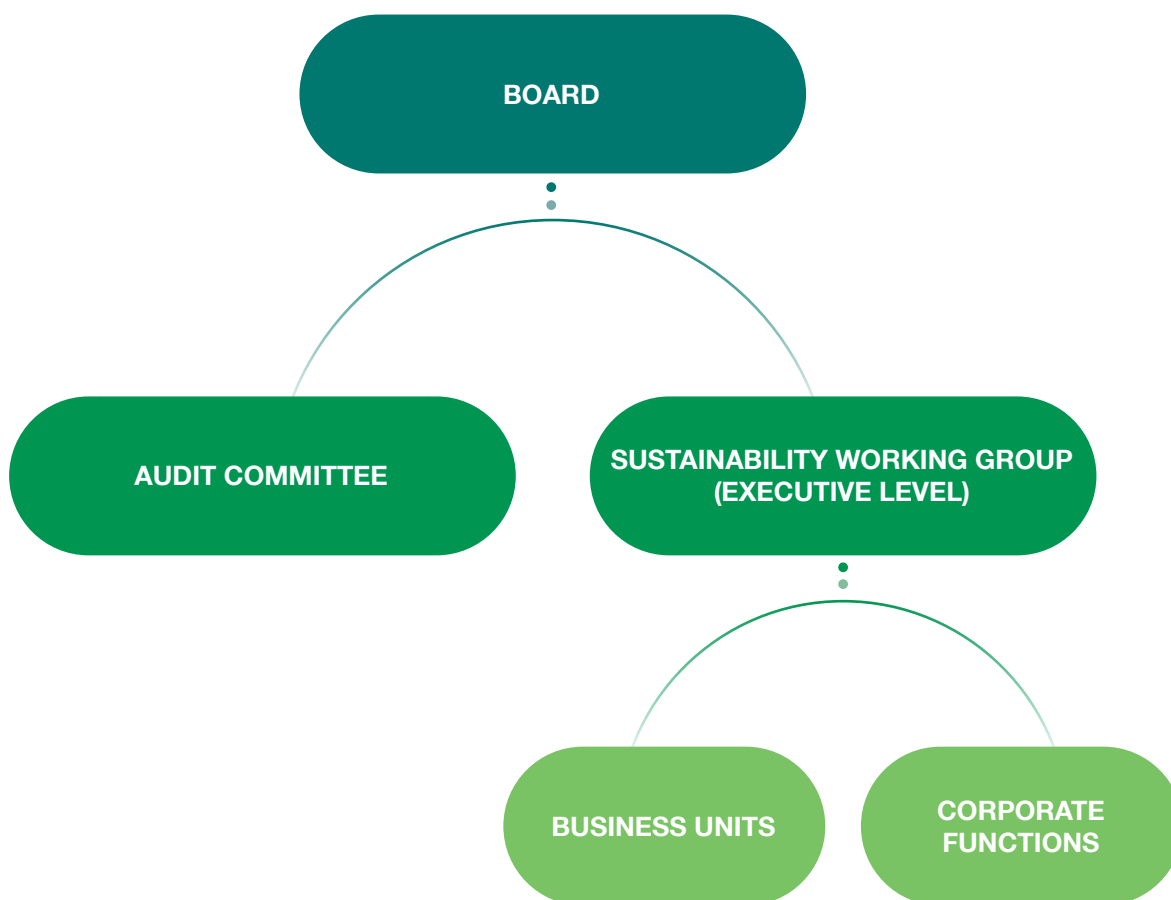 BOARD
AUDIT COMMITTEE
SUSTAINABILITY WORKING GROUP
(EXECUTIVE LEVEL)
BUSINESS UNITS
CORPORATE
FUNCTIONS